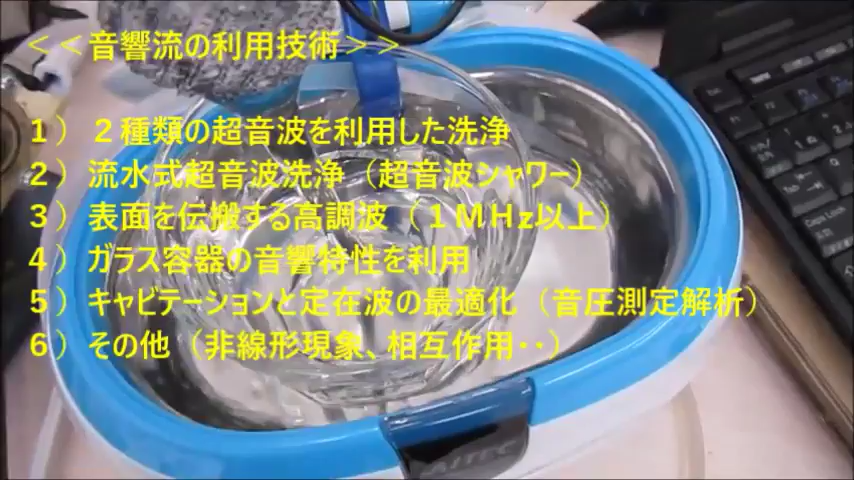 ＜＜音響流の利用技術＞＞
１）２種類の超音波を利用した洗浄
２）流水式超音波洗浄（超音波シャワー）
３）表面を伝搬する高調波（１ＭＨz以上）
４）ガラス容器の音響特性を利用
５）キャビテーションと定在波の最適化（音圧測定解析）
６）その他（非線形現象、相互作用‥）